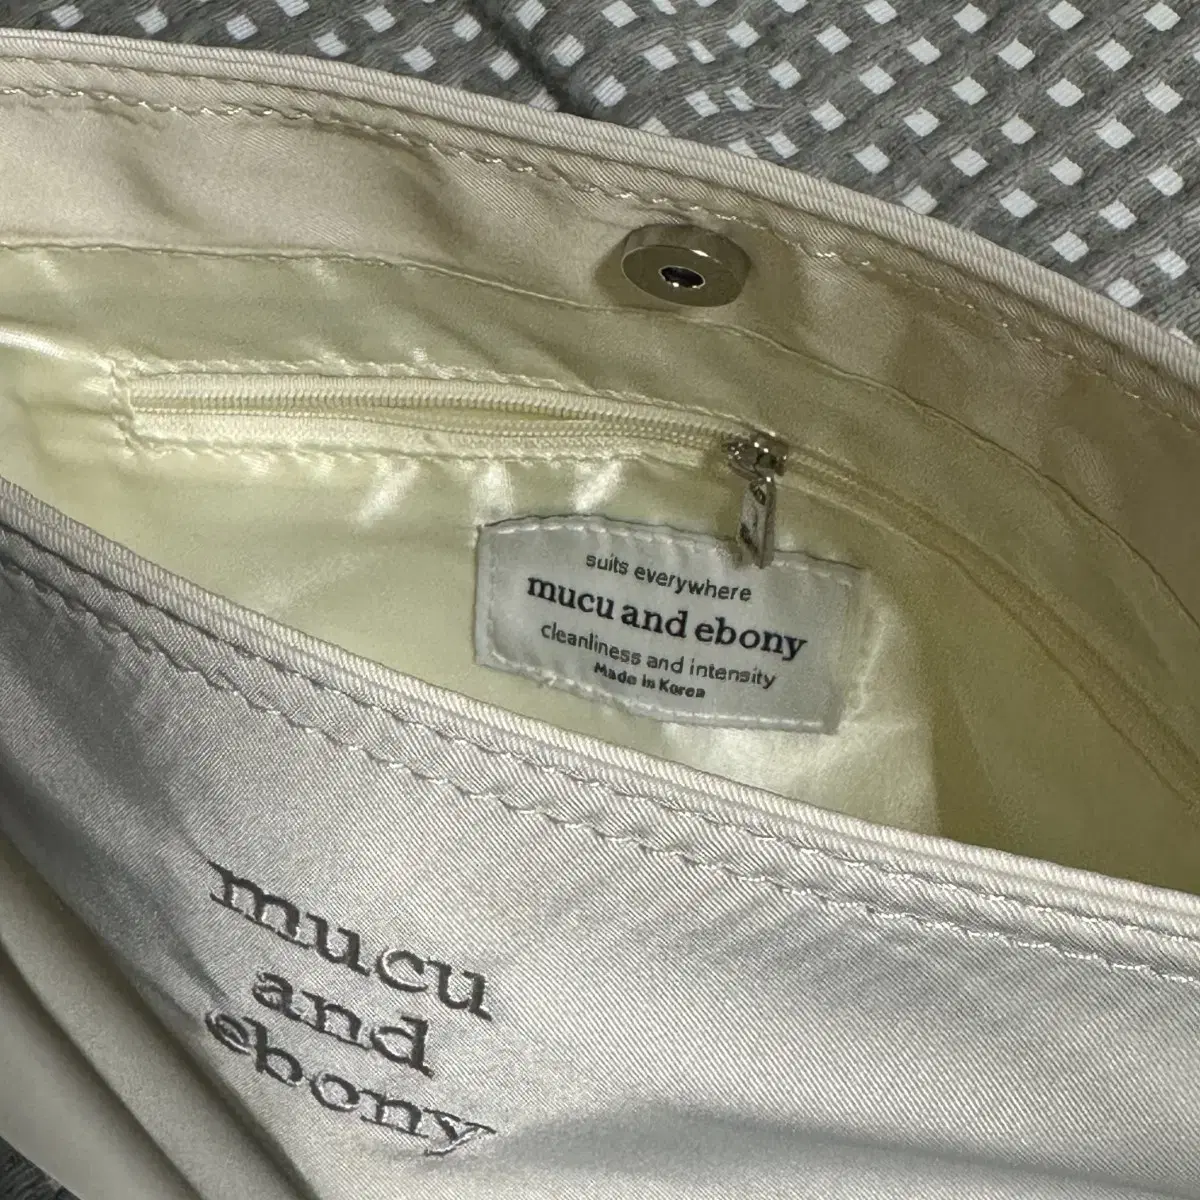 suits everywhere
mucu and ebony
cleanliness and intensity
Made in Korea
mucu
and
ebony